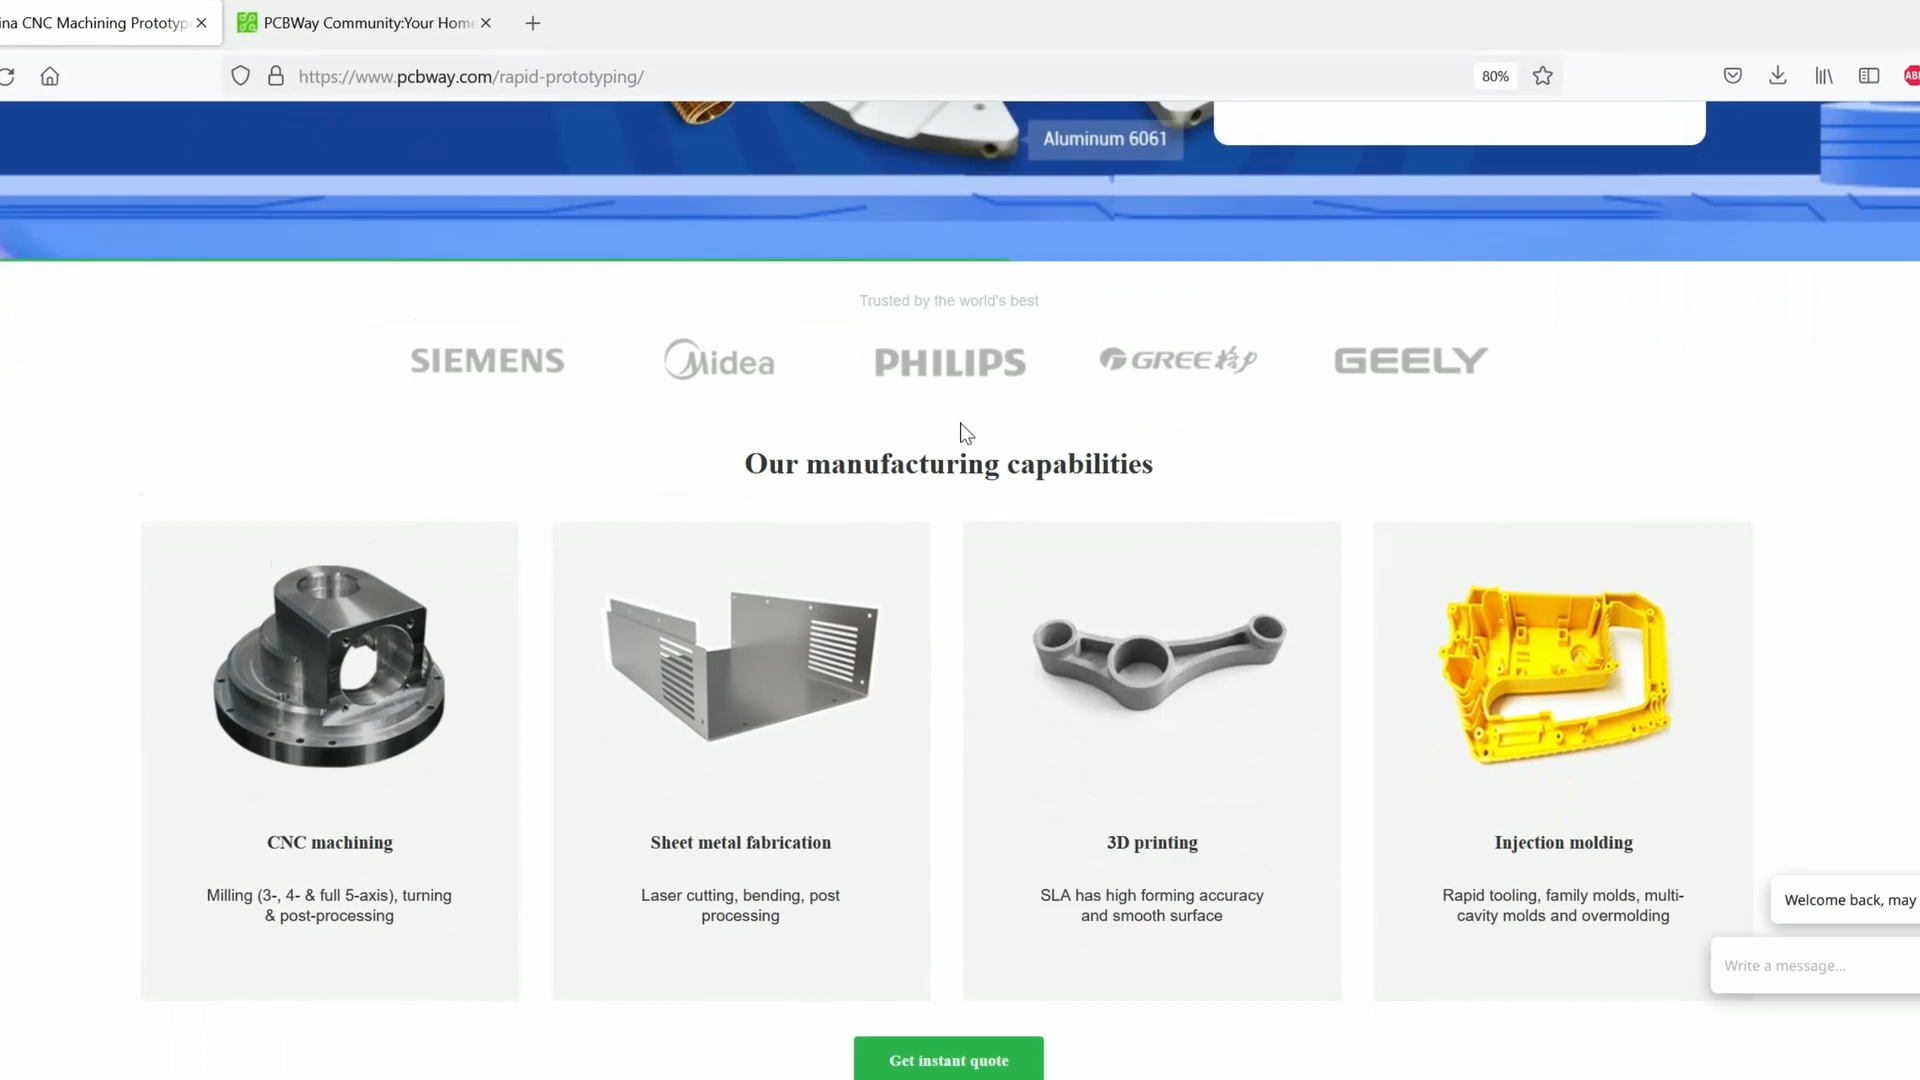 ina CNC Machining Prototyp
PCBWay Community:Your Home
https://www.pcbway.com/rapid-prototyping/
80%
Aluminum 6061
Trusted by the world's best
SIEMENS
Midea
PHILIPS
GREE格力
GEELY
Our manufacturing capabilities
CNC machining
Milling (3-, 4- & full 5-axis), turning
& post-processing
Sheet metal fabrication
Laser cutting, bending, post
processing
3D printing
SLA has high forming accuracy
and smooth surface
Injection molding
Rapid tooling, family molds, multi-
cavity molds and overmolding
Welcome back, may
Write a message...
Get instant quote